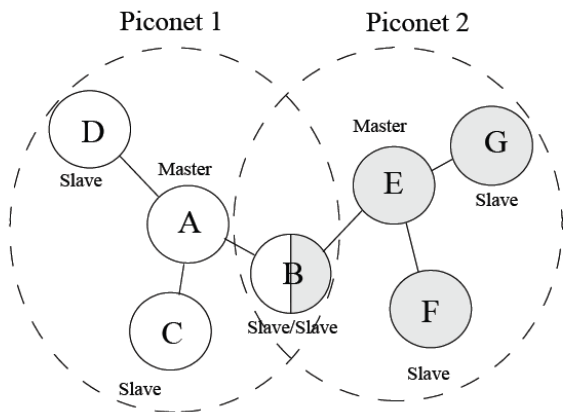 Piconet 1
Piconet 2
D
Slave
Master
A
C
Slave
B
Slave/Slave
Master
E
G
Slave
F
Slave